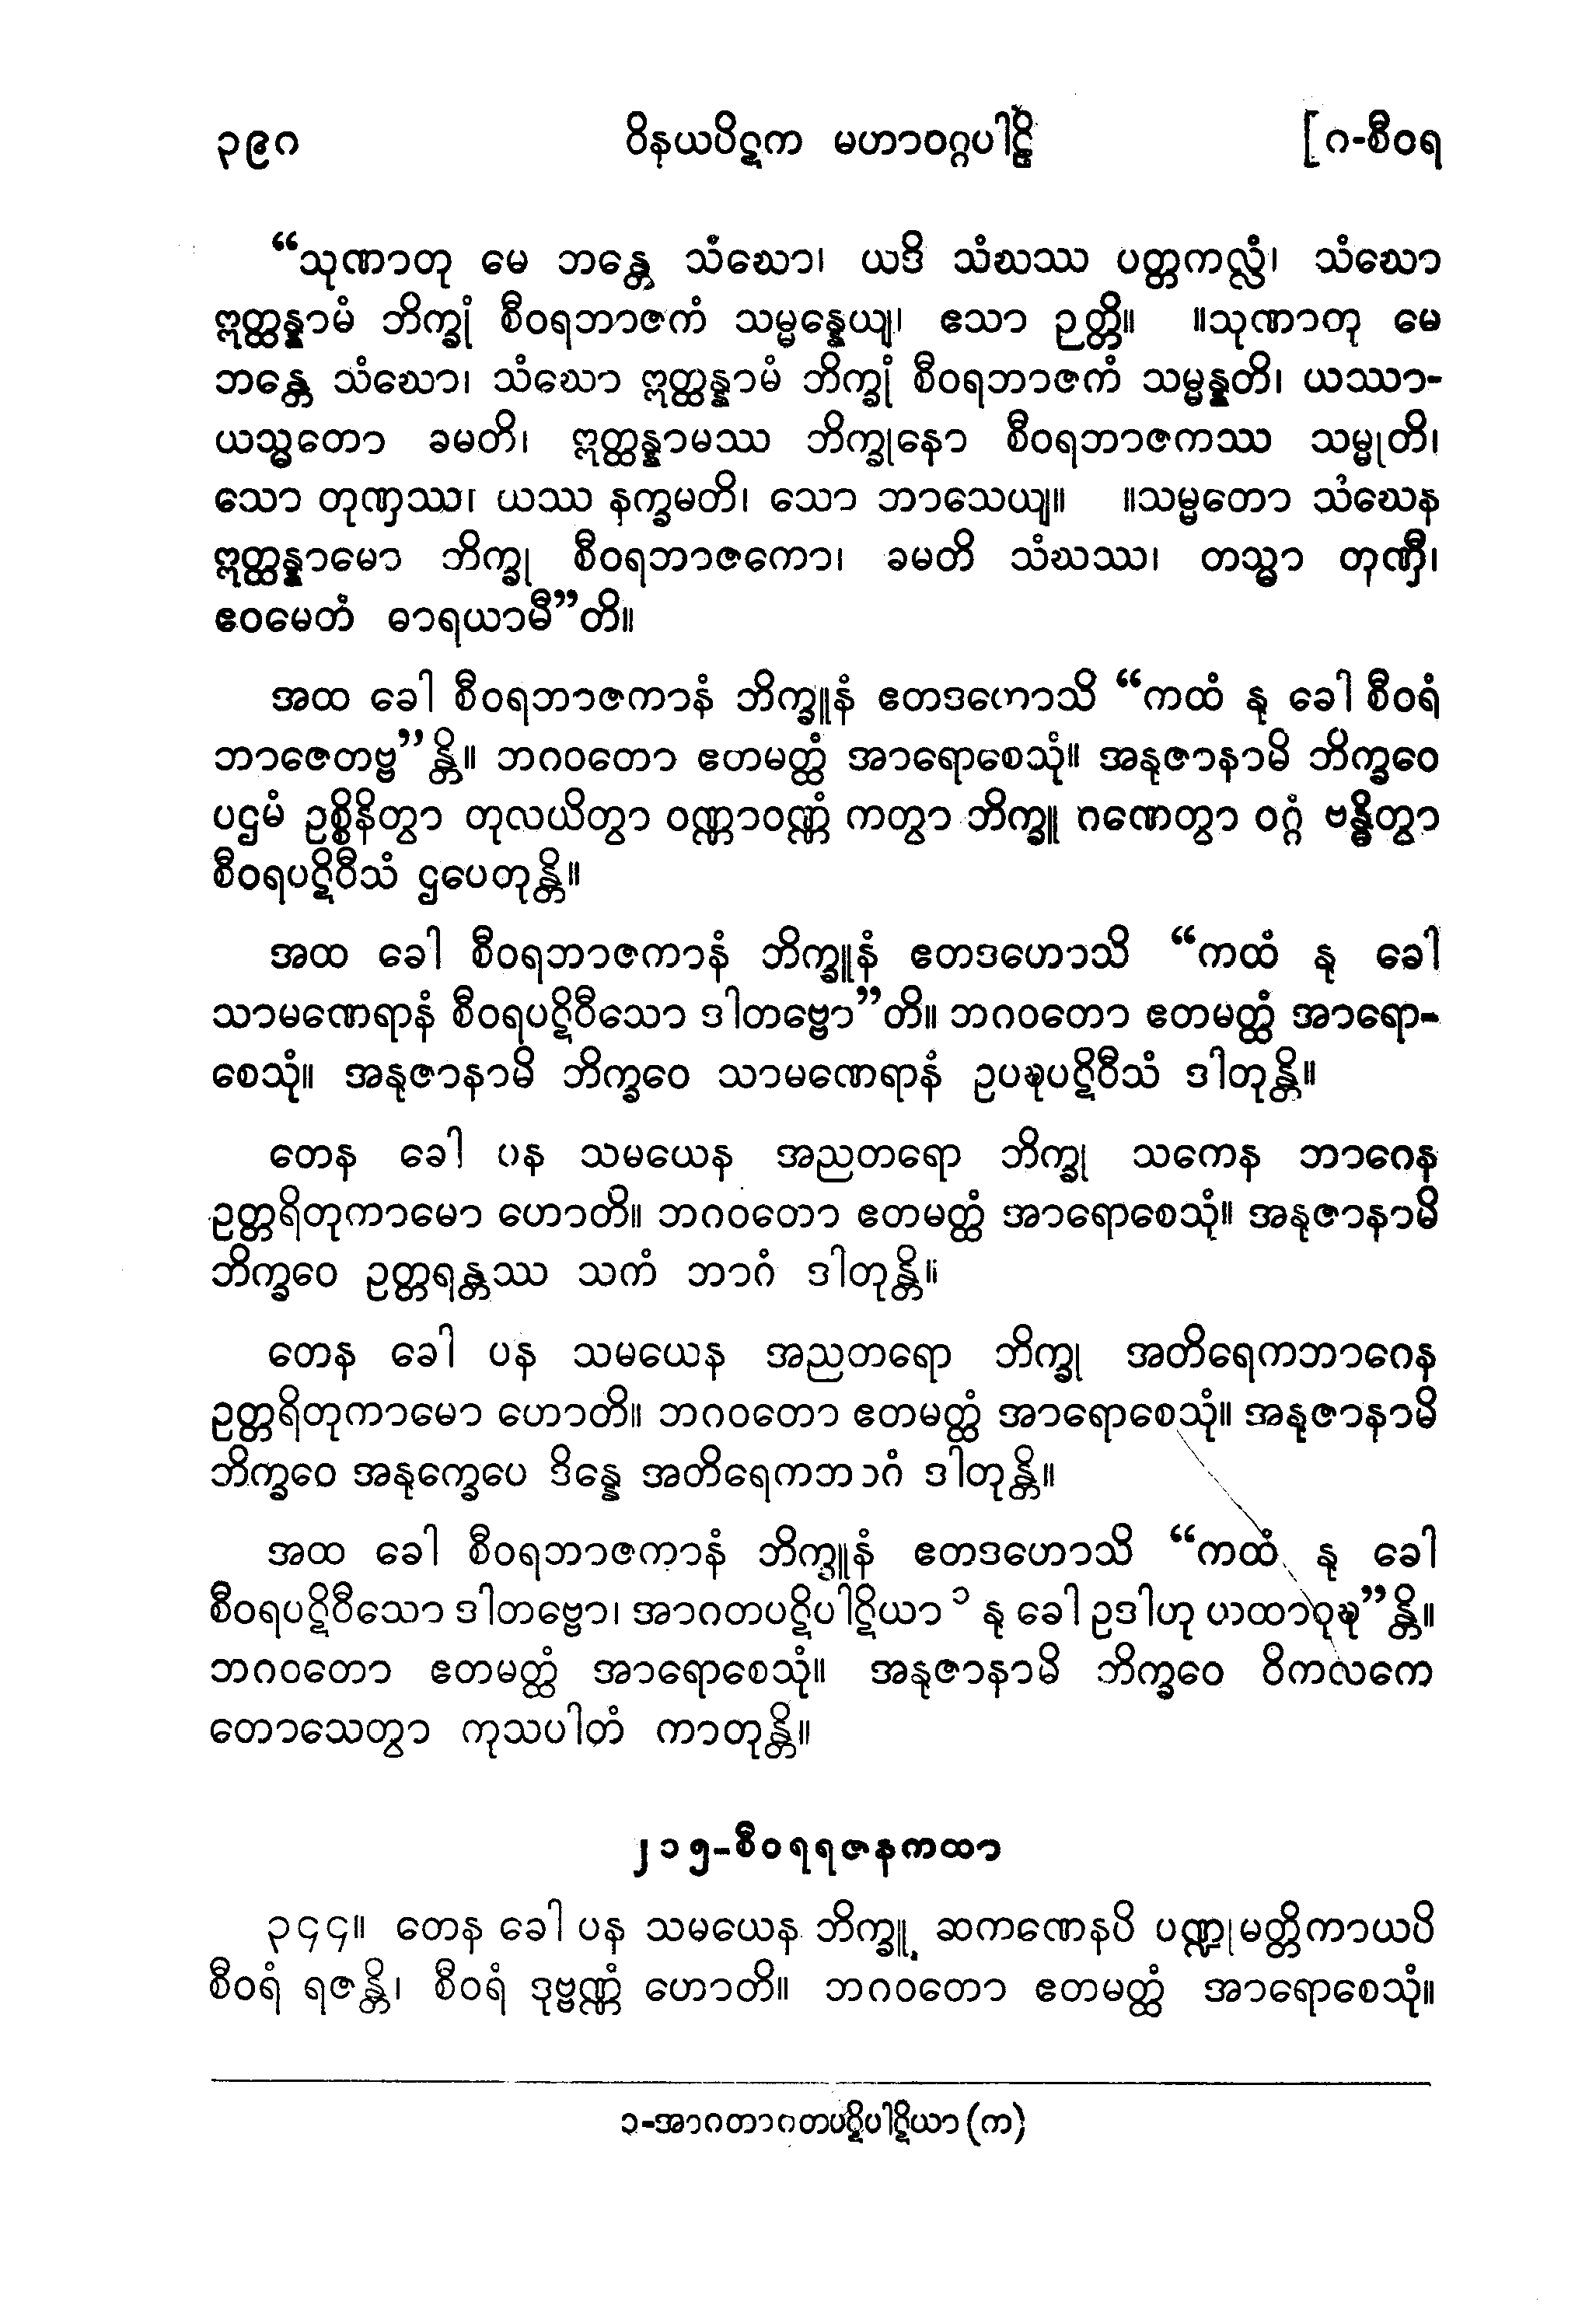 ၃၉၈ ဝိနယပိဋက မဟာဝဂ္ဂပါဠိ [၈-စီဝရ
“သုဏာတု မေ ဘန္တေ သံဃော၊ ယဒိ သံဃဿ ပတ္တကလ္လံ၊ သံဃော
ဣတ္ထန္နာမံ ဘိက္ခုံ စီဝရဘာဇကံ သမ္မန္နေယျ၊ ဧသာ ဉတ္တိ။ ။သုဏာတု မေ
ဘန္တေ သံဃော၊ သံဃော ဣတ္ထန္နာမံ ဘိက္ခုံ စီဝရဘာဇကံ သမ္မန္နတိ၊ ယဿာ-
ယသ္မတော ခမတိ၊ ဣတ္ထန္နာမဿ ဘိက္ခုနော စီဝရဘာဇကဿ သမ္မုတိ၊
သော တုဏှဿ၊ ယဿ နက္ခမတိ၊ သော ဘာသေယျ။ ။သမ္မတော သံဃေန
ဣတ္ထန္နာမော ဘိက္ခု စီဝရဘာဇကော၊ ခမတိ သံဃဿ၊ တသ္မာ တုဏှီ၊
ဧဝမေတံ ဓာရယာမီ”တိ။
အထ ခေါ စီဝရဘာဇကာနံ ဘိက္ခူနံ ဧတဒဟောသိ “ကထံ နု ခေါ စီဝရံ
ဘာဇေတဗ္ဗ”န္တိ။ ဘဂဝတော ဧတမတ္ထံ အာရောစေသုံ။ အနုဇာနာမိ ဘိက္ခဝေ
ပဌမံ ဥစ္စိနိတွာ တုလယိတွာ ဝဏ္ဏာဝဏ္ဏံ ကတွာ ဘိက္ခူ ဂဏေတွာ ဝဂ္ဂံ ဗန္ဓိတွာ
စီဝရပဋိဝီသံ ဌပေတုန္တိ။
အထ ခေါ စီဝရဘာဇကာနံ ဘိက္ခူနံ ဧတဒဟောသိ “ကထံ နု ခေါ
သာမဏေရာနံ စီဝရပဋိဝီသော ဒါတဗ္ဗော”တိ။ ဘဂဝတော ဧတမတ္ထံ အာရော-
စေသုံ။ အနုဇာနာမိ ဘိက္ခဝေ သာမဏေရာနံ ဥပဍ္ဎပဋိဝီသံ ဒါတုန္တိ။
တေန ခေါ ပန သမယေန အညတရော ဘိက္ခု သကေန ဘာဂေန
ဥတ္တရိတုကာမော ဟောတိ။ ဘဂဝတော ဧတမတ္ထံ အာရောစေသုံ။ အနုဇာနာမိ
ဘိက္ခဝေ ဥတ္တရန္တဿ သကံ ဘာဂံ ဒါတုန္တိ။
တေန ခေါ ပန သမယေန အညတရော ဘိက္ခု အတိရေကဘာဂေန
ဥတ္တရိတုကာမော ဟောတိ။ ဘဂဝတော ဧတမတ္ထံ အာရောစေသုံ။ အနုဇာနာမိ
ဘိက္ခဝေ အနုက္ခေပေ ဒိန္နေ အတိရေကဘာဂံ ဒါတုန္တိ။
အထ ခေါ စီဝရဘာဇကာနံ ဘိက္ခူနံ ဧတဒဟောသိ “ကထံ နု ခေါ
စီဝရပဋိဝီသော ဒါတဗ္ဗော၊ အာဂတပဋိပါဋိယာ ၁ နု ခေါ ဥဒါဟု ယထာဝုဍ္ဎ”န္တိ။
ဘဂဝတော ဧတမတ္ထံ အာရောစေသုံ။ အနုဇာနာမိ ဘိက္ခဝေ ဝိကလကေ
တောသေတွာ ကုသပါတံ ကာတုန္တိ။
၂၁၅-စီဝရရဇနကထာ
၃၄၄။ တေန ခေါ ပန သမယေန ဘိက္ခူ ဆကဏေနပိ ပဏ္ဍုမတ္တိကာယပိ
စီဝရံ ရဇန္တိ၊ စီဝရံ ဒုဗ္ဗဏ္ဏံ ဟောတိ။ ဘဂဝတော ဧတမတ္ထံ အာရောစေသုံ။
၁-အာဂတာဂတပဋိပါဋိယာ (က)